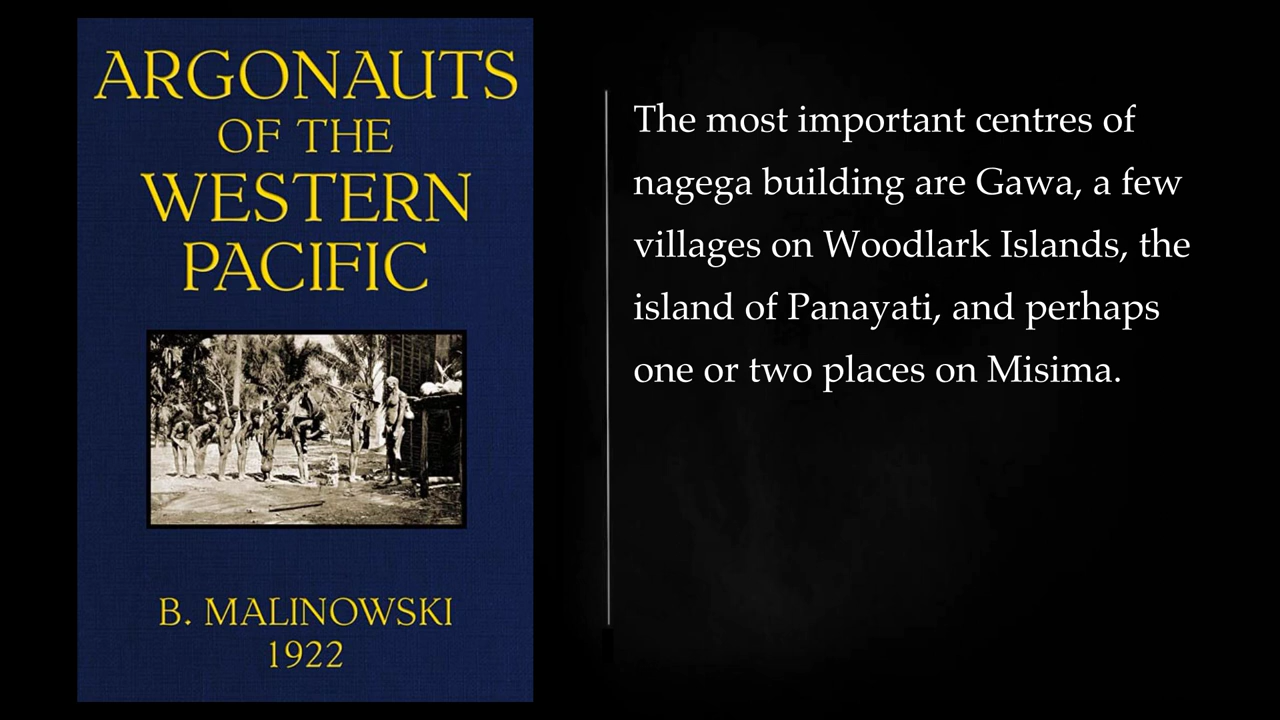 ARGONAUTS
OF THE
WESTERN
PACIFIC
B. MALINOWSKI
1922
The most important centres of
nagega building are Gawa, a few
villages on Woodlark Islands, the
island of Panayati, and perhaps
one or two places on Misima.